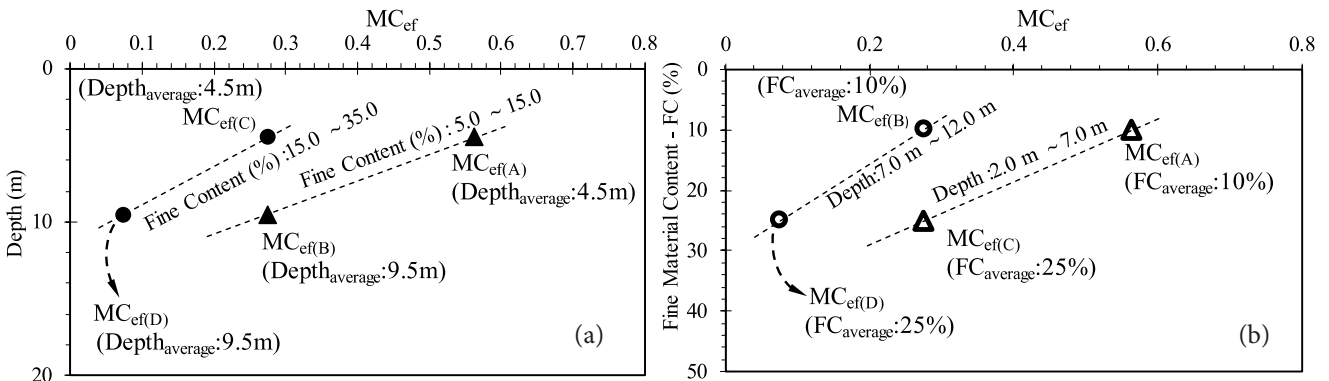 MCef
0 0.1 0.2 0.3 0.4 0.5 0.6 0.7 0.8
0
10
20
Depth (m)
(Depthaverage:4.5m)
MCef(C)
Fine Content (%) :15.0 ~35.0
Fine Content (%) : 5.0 ~ 15.0
MCef(A)
(Depthaverage:4.5m)
MCef(B)
(Depthaverage:9.5m)
MCef(D)
(Depthaverage:9.5m)
(a)
MCef
0 0.2 0.4 0.6 0.8
0
10
20
30
40
50
Fine Material Content - FC (%)
(FCaverage:10%)
MCef(B)
Depth:7.0 m ~12.0 m
Depth :2.0 m ~7.0 m
MCef(A)
(FCaverage:10%)
MCef(C)
(FCaverage:25%)
MCef(D)
(FCaverage:25%)
(b)